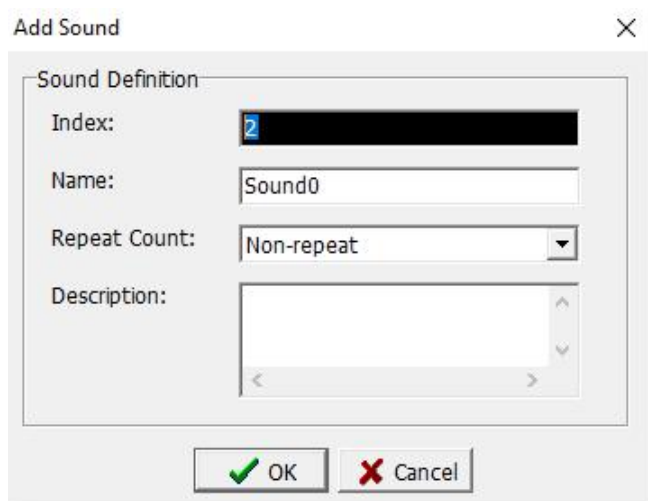 Add Sound
Sound Definition
Index: 2
Name: Sound0
Repeat Count: Non-repeat
Description:
OK Cancel